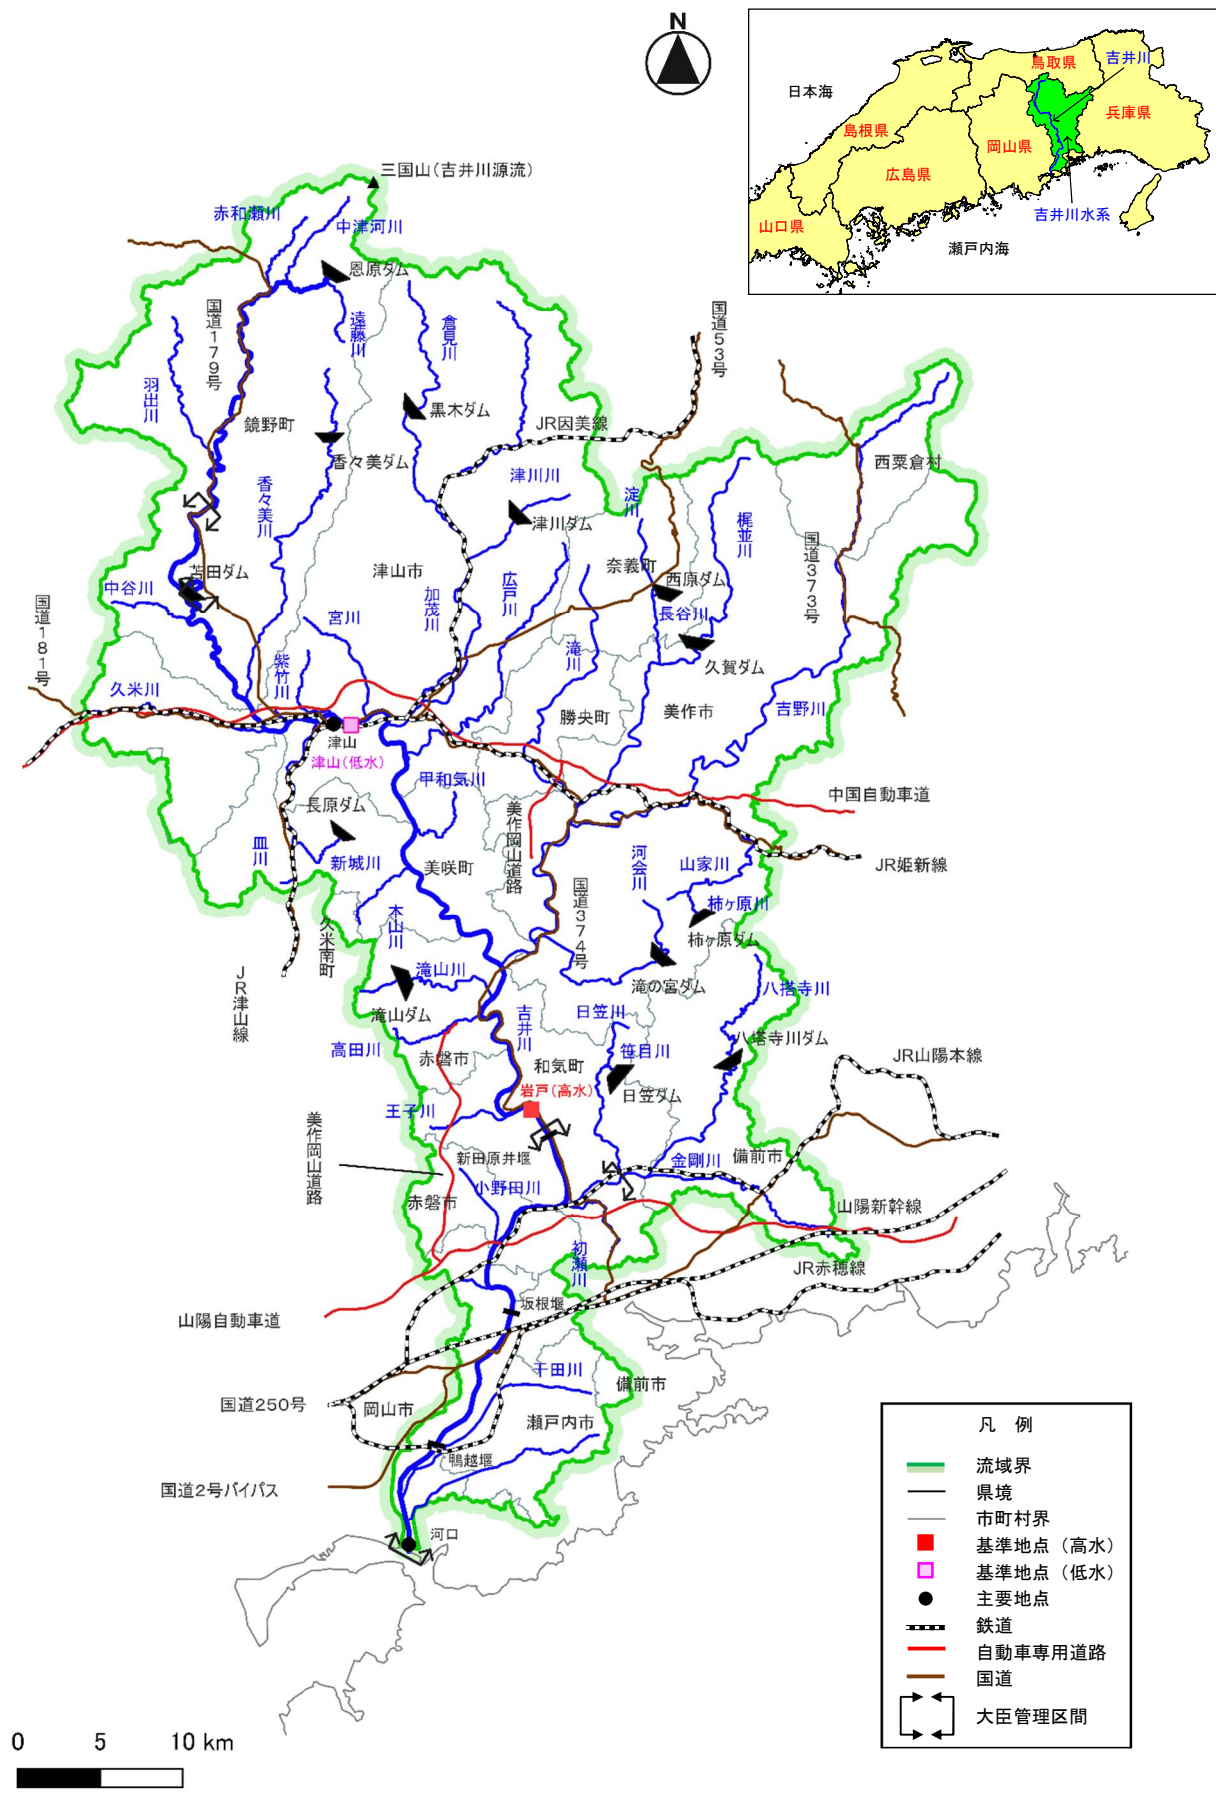 N
日本海
鳥取県
吉井川
島根県
岡山県
兵庫県
広島県
山口県
吉井川水系
瀬戸内海
三国山(吉井川源流)
赤和瀬川
中津河川
恩原ダム
国道179号
遠藤川
倉見川
国道53号
羽出川
鏡野町
黒木ダム
JR因美線
香々美ダム
西粟倉村
香々美川
津川川
淀川
梶並川
津川ダム
国道373号
中谷川
苫田ダム
津山市
奈義町
西原ダム
国道181号
宮川
加茂川
広戸川
長谷川
滝川
紫竹川
久賀ダム
久米川
勝央町
美作市
吉野川
津山
津山(低水)
甲和気川
中国自動車道
長原ダム
美作岡山道路
皿川
新城川
美咲町
河会川
山家川
JR姫新線
国道374号
柿ヶ原川
久米南町
本山川
柿ヶ原ダム
JR津山線
滝山川
滝の宮ダム
八搭寺川
滝山ダム
吉井川
日笠川
高田川
赤磐市
和気町
笹目川
八塔寺川ダム
JR山陽本線
岩戸(高水)
日笠ダム
王子川
美作岡山道路
新田原井堰
金剛川
備前市
小野田川
赤磐市
山陽新幹線
初瀬川
JR赤穂線
坂根堰
山陽自動車道
干田川
備前市
国道250号
岡山市
瀬戸内市
鴨越堰
国道2号バイパス
河口
凡 例
流域界
県境
市町村界
基準地点（高水）
基準地点（低水）
主要地点
鉄道
自動車専用道路
国道
大臣管理区間
0 5 10 km